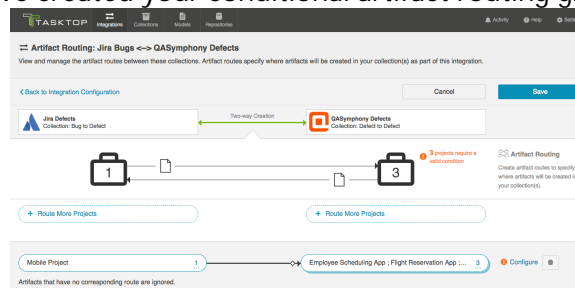 e created your conditional artifact routing g
TASKTOP
Integrations
Collections
Models
Repositories
Activity
Help
Artifact Routing: Jira Bugs <--> QASymphony Defects
View and manage the artifact routes between these collections. Artifact routes specify where artifacts will be created in your collection(s) as part of this integration.
Back to Integration Configuration
Cancel
Save
Jira Defects
Collection: Bug to Defect
Two-way Creation
QASymphony Defects
Collection: Defect to Defect
1
3
3 projects require a
valid condition
Artifact Routing
Create artifact routes to specify
where artifacts will be created in
your collection(s).
+ Route More Projects
+ Route More Projects
Mobile Project
1
Employee Scheduling App ; Flight Reservation App ;...
3
Configure
Artifacts that have no corresponding route are ignored.